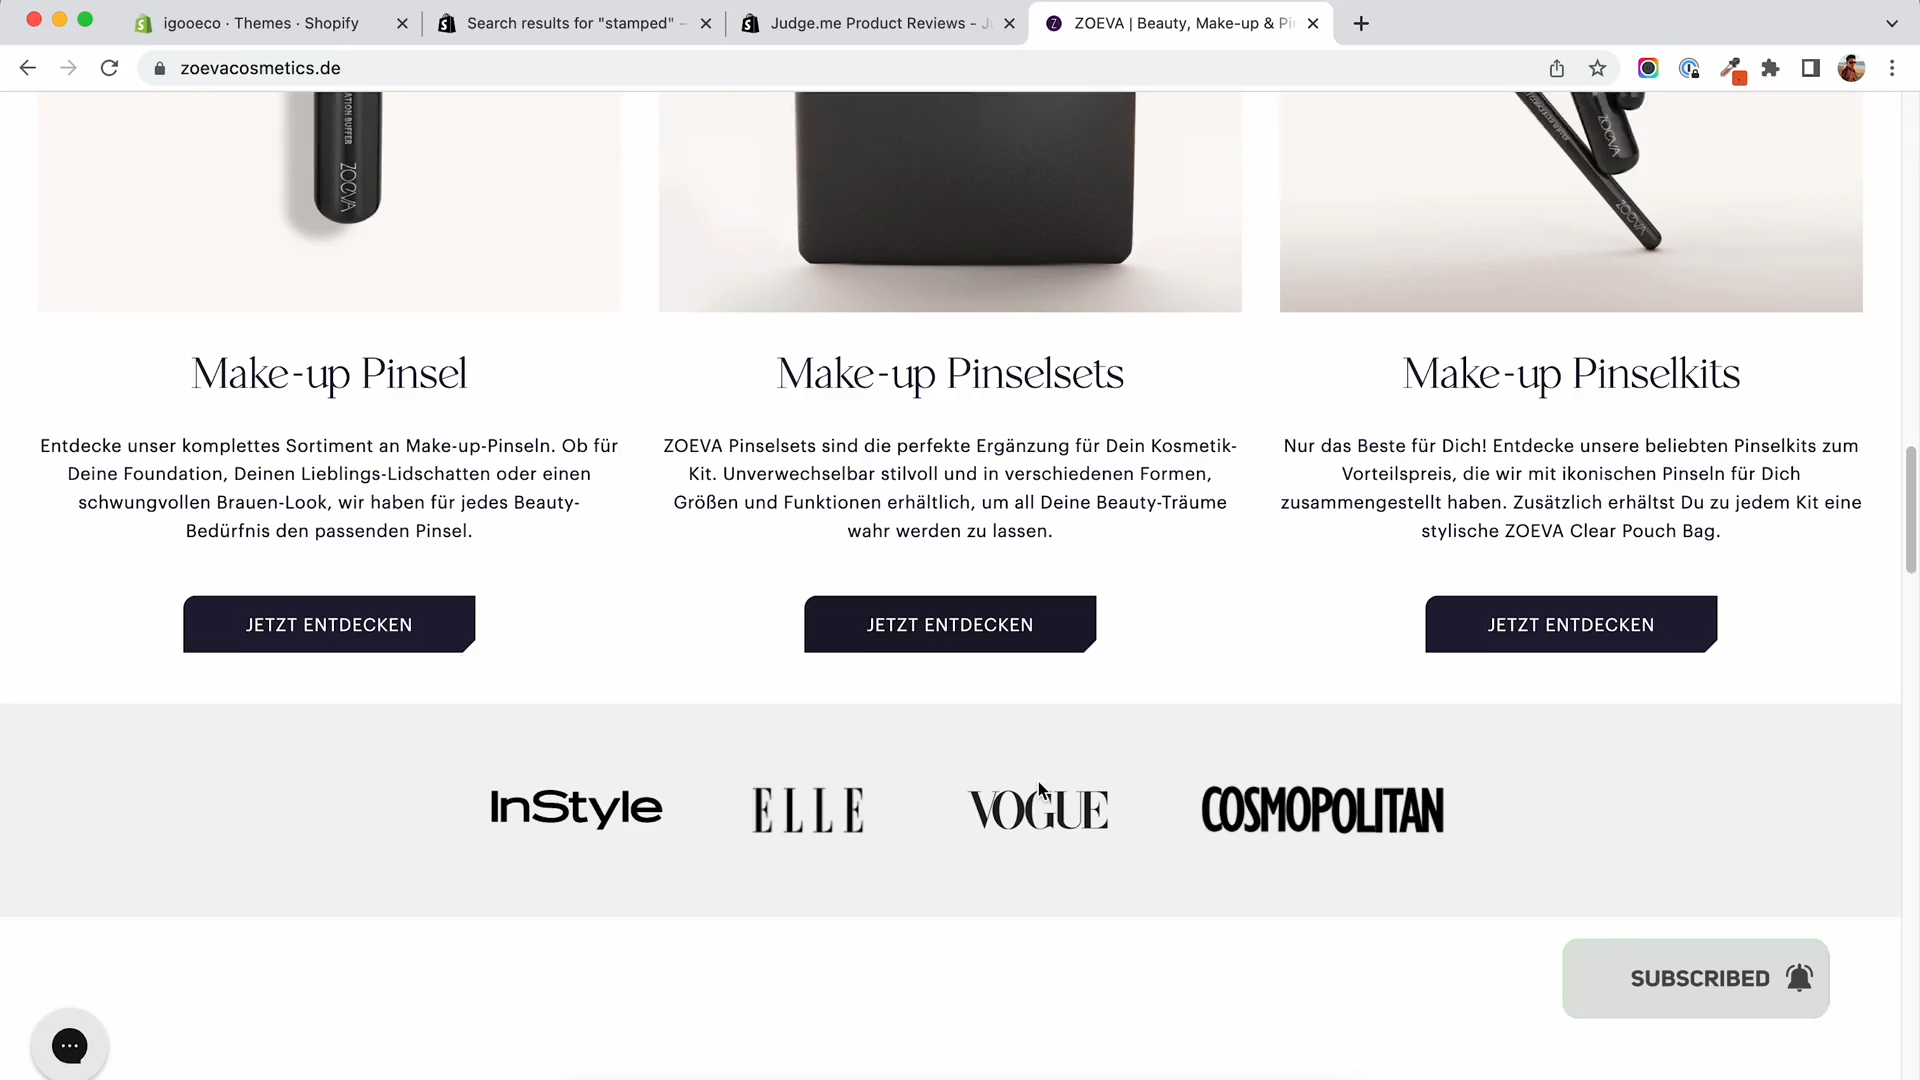 igooeco · Themes · Shopify
Search results for "stamped" –
Judge.me Product Reviews - J
ZOEVA | Beauty, Make-up & Pi
zoevacosmetics.de
ATION BUFFER
ZOEVA
ZOEVA
ZOEVA
Make-up Pinsel
Entdecke unser komplettes Sortiment an Make-up-Pinseln. Ob für
Deine Foundation, Deinen Lieblings-Lidschatten oder einen
schwungvollen Brauen-Look, wir haben für jedes Beauty-
Bedürfnis den passenden Pinsel.
JETZT ENTDECKEN
Make-up Pinselsets
ZOEVA Pinselsets sind die perfekte Ergänzung für Dein Kosmetik-
Kit. Unverwechselbar stilvoll und in verschiedenen Formen,
Größen und Funktionen erhältlich, um all Deine Beauty-Träume
wahr werden zu lassen.
JETZT ENTDECKEN
Make-up Pinselkits
Nur das Beste für Dich! Entdecke unsere beliebten Pinselkits zum
Vorteilspreis, die wir mit ikonischen Pinseln für Dich
zusammengestellt haben. Zusätzlich erhältst Du zu jedem Kit eine
stylische ZOEVA Clear Pouch Bag.
JETZT ENTDECKEN
InStyle
ELLE
VOGUE
COSMOPOLITAN
SUBSCRIBED